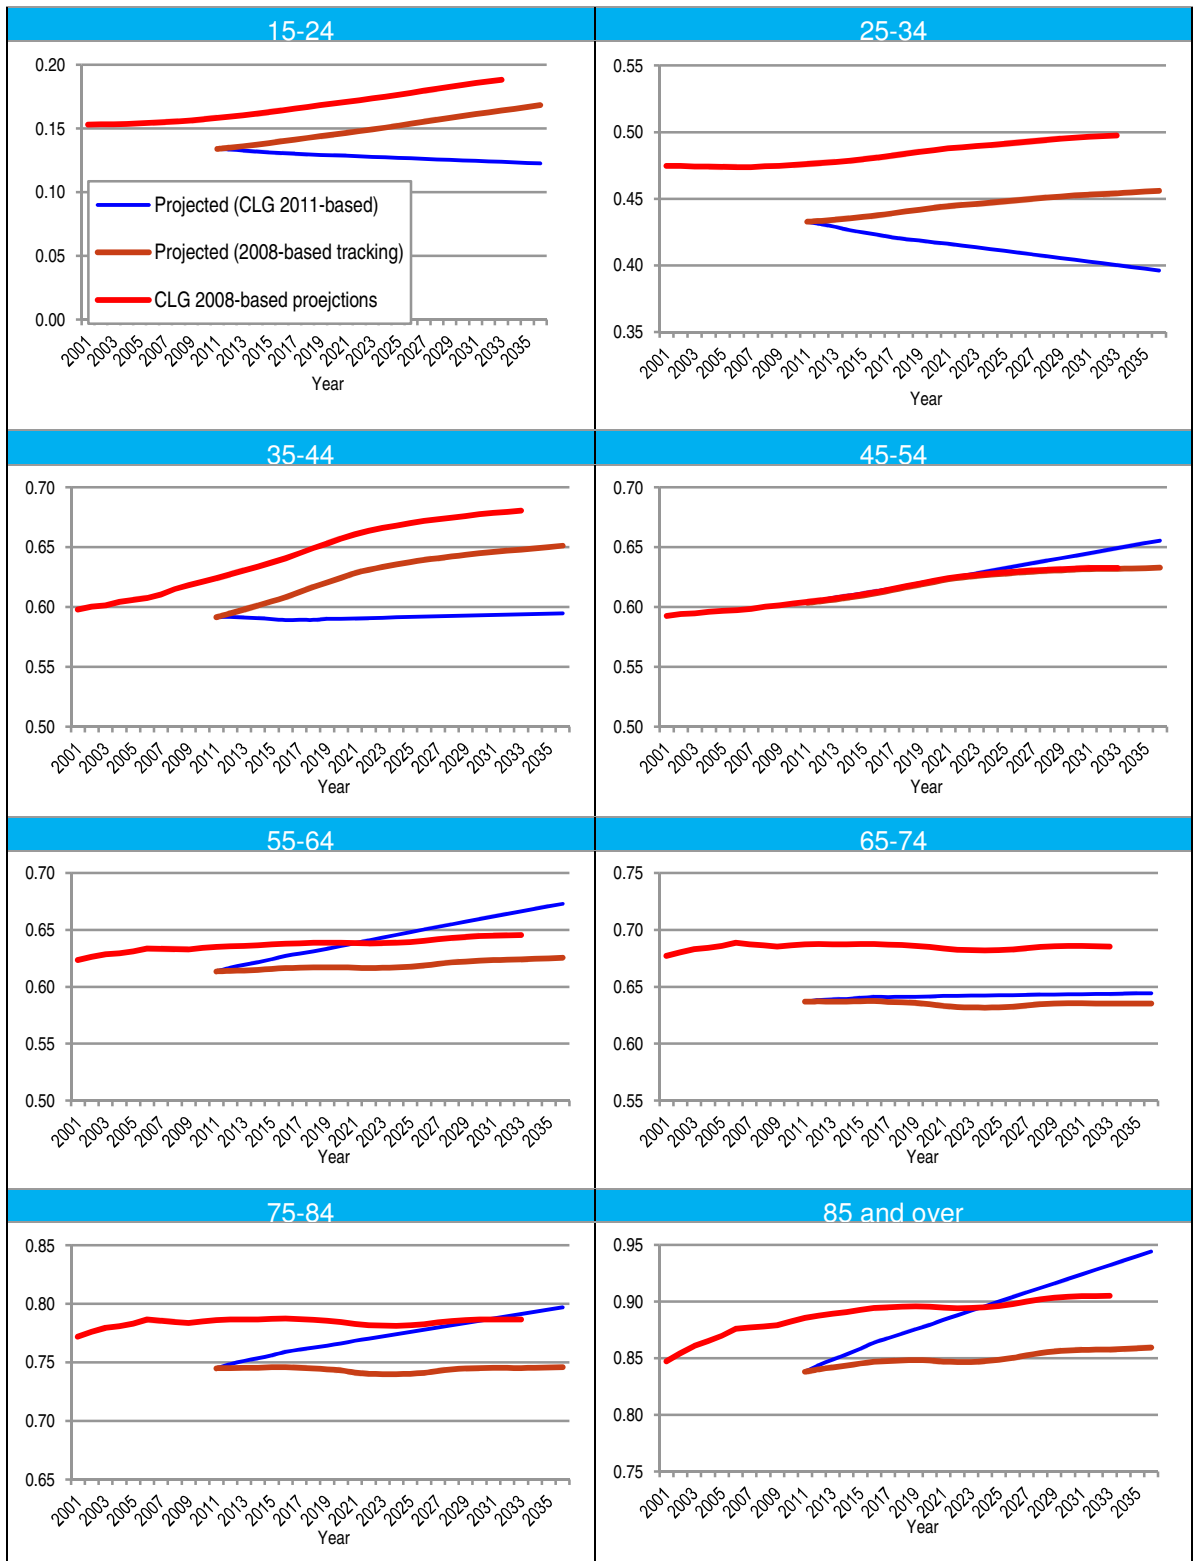 15-24
0.20
0.15
0.10
0.05
0.00
Projected (CLG 2011-based)
Projected (2008-based tracking)
CLG 2008-based proejctions
2001 2003 2005 2007 2009 2011 2013 2015 2017 2019 2021 2023 2025 2027 2029 2031 2033 2035
Year
25-34
0.55
0.50
0.45
0.40
0.35
2001 2003 2005 2007 2009 2011 2013 2015 2017 2019 2021 2023 2025 2027 2029 2031 2033 2035
Year
35-44
0.70
0.65
0.60
0.55
0.50
2001 2003 2005 2007 2009 2011 2013 2015 2017 2019 2021 2023 2025 2027 2029 2031 2033 2035
Year
45-54
0.70
0.65
0.60
0.55
0.50
2001 2003 2005 2007 2009 2011 2013 2015 2017 2019 2021 2023 2025 2027 2029 2031 2033 2035
Year
55-64
0.70
0.65
0.60
0.55
0.50
2001 2003 2005 2007 2009 2011 2013 2015 2017 2019 2021 2023 2025 2027 2029 2031 2033 2035
Year
65-74
0.75
0.70
0.65
0.60
0.55
2001 2003 2005 2007 2009 2011 2013 2015 2017 2019 2021 2023 2025 2027 2029 2031 2033 2035
Year
75-84
0.85
0.80
0.75
0.70
0.65
2001 2003 2005 2007 2009 2011 2013 2015 2017 2019 2021 2023 2025 2027 2029 2031 2033 2035
Year
85 and over
0.95
0.90
0.85
0.80
0.75
2001 2003 2005 2007 2009 2011 2013 2015 2017 2019 2021 2023 2025 2027 2029 2031 2033 2035
Year